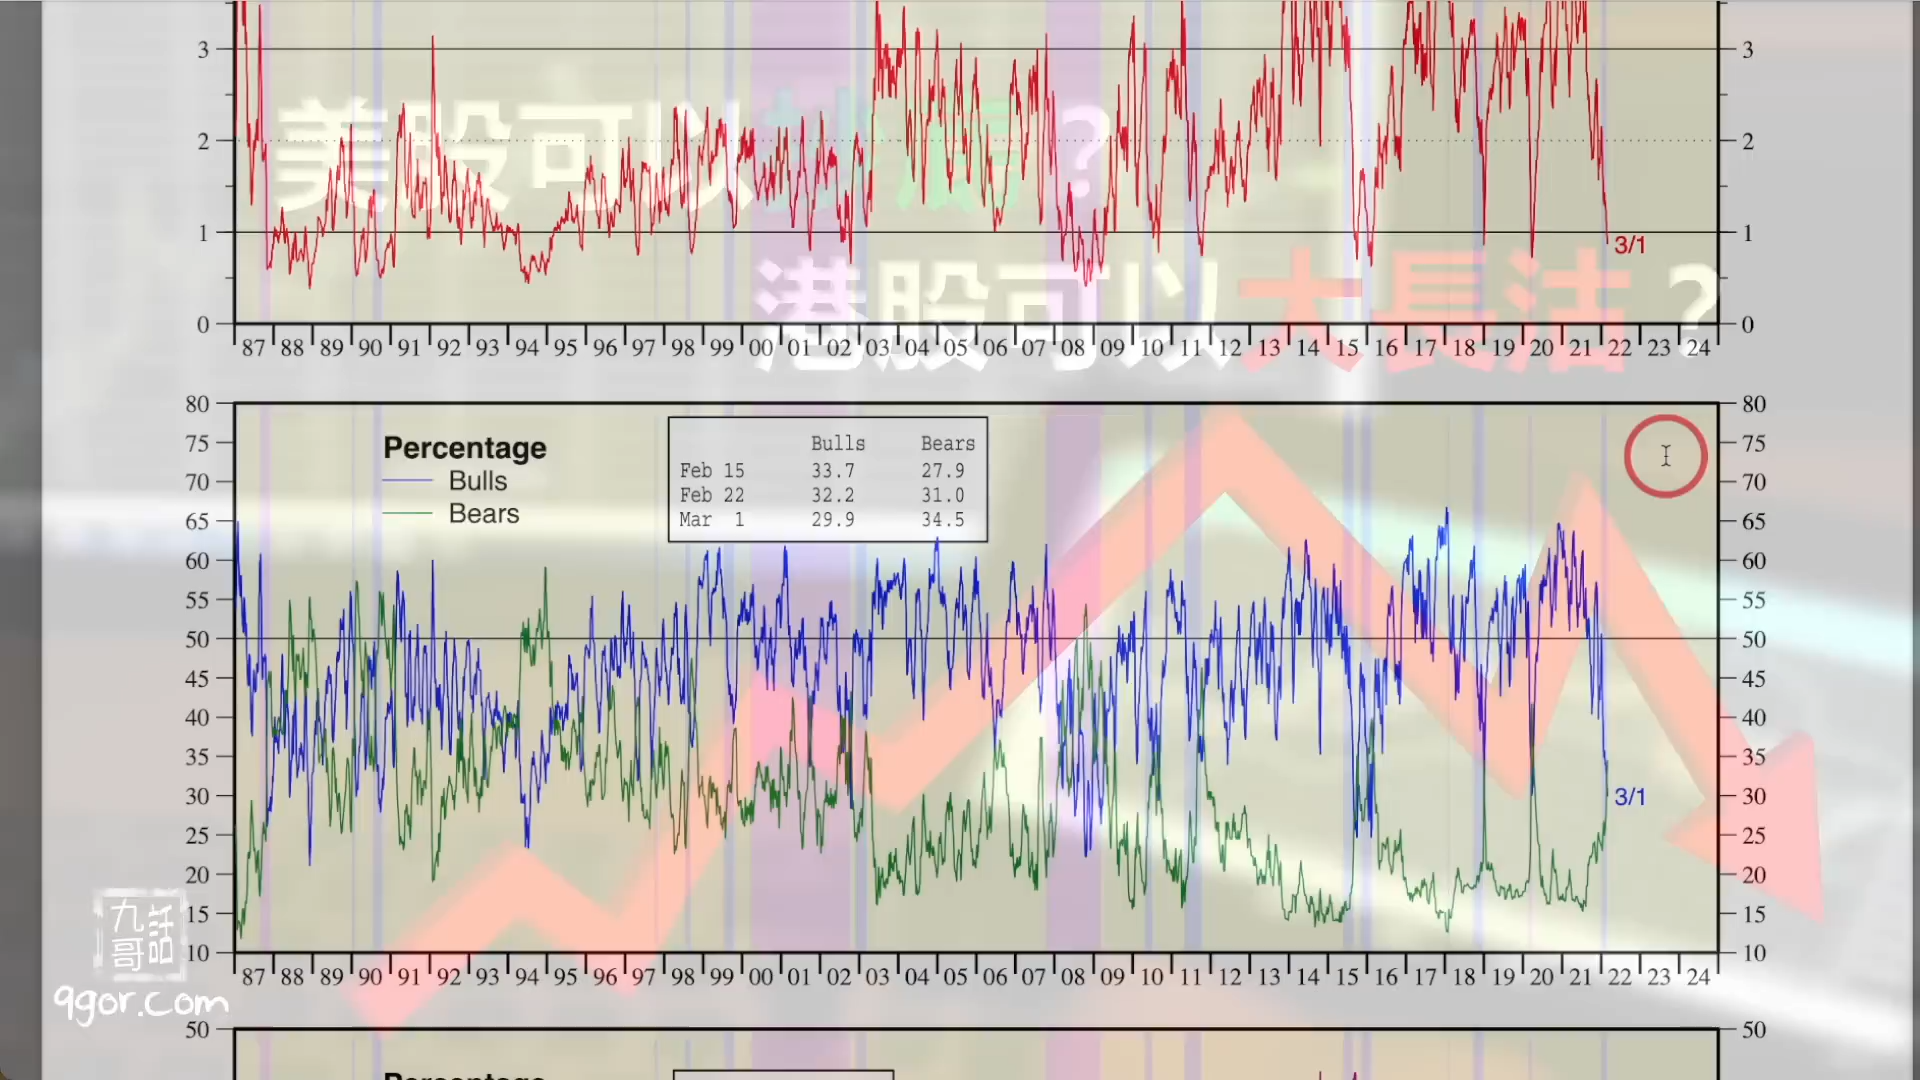 3 3
美股可以抄底？
2 2
1 1
3/1
港股可以大長沽？
0 0
87 88 89 90 91 92 93 94 95 96 97 98 99 00 01 02 03 04 05 06 07 08 09 10 11 12 13 14 15 16 17 18 19 20 21 22 23 24
80 80
Percentage
Bulls
Bears
Bulls Bears
Feb 15 33.7 27.9
Feb 22 32.2 31.0
Mar 1 29.9 34.5
75 75
70 70
65 65
60 60
55 55
50 50
45 45
40 40
35 35
30 30
3/1
25 25
20 20
15 15
10 10
87 88 89 90 91 92 93 94 95 96 97 98 99 00 01 02 03 04 05 06 07 08 09 10 11 12 13 14 15 16 17 18 19 20 21 22 23 24
九哥話
9gor.com
50 50